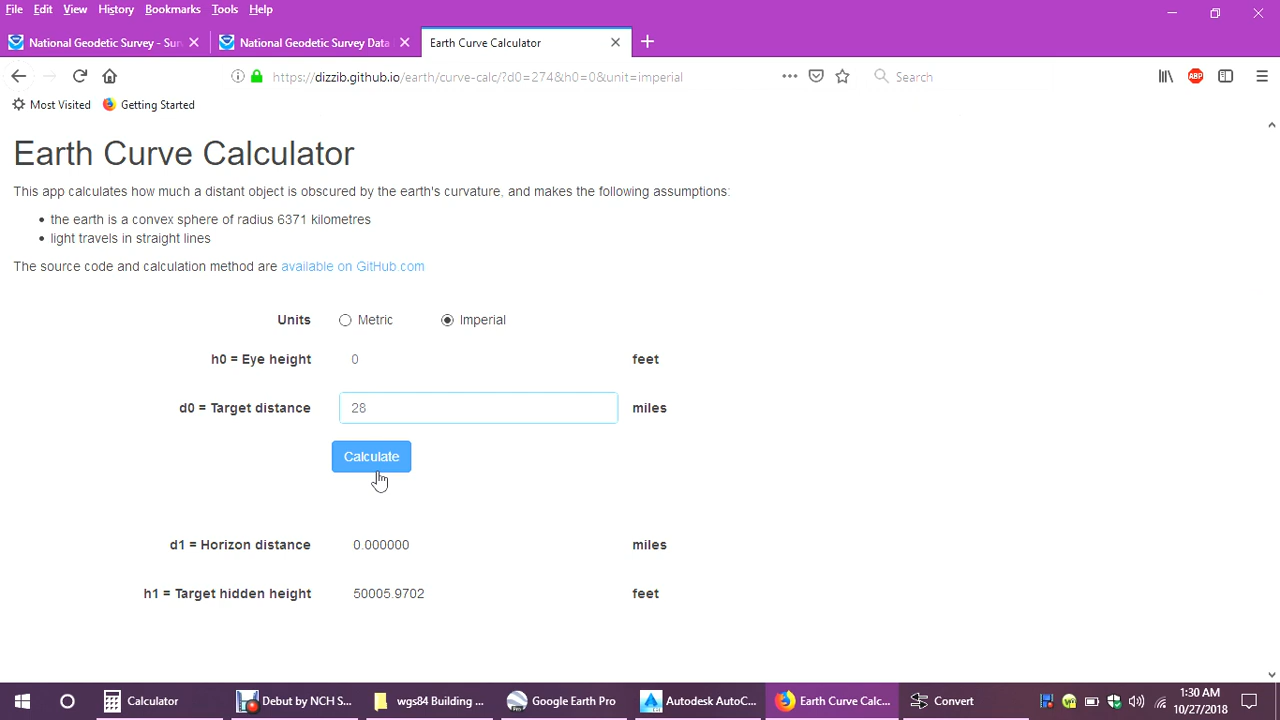 File Edit View History Bookmarks Tools Help
National Geodetic Survey - Sur
National Geodetic Survey Data
Earth Curve Calculator
https://dizzib.github.io/earth/curve-calc/?d0=274&h0=0&unit=imperial
Search
ABP
Most Visited Getting Started
Earth Curve Calculator
This app calculates how much a distant object is obscured by the earth's curvature, and makes the following assumptions:
• the earth is a convex sphere of radius 6371 kilometres
• light travels in straight lines
The source code and calculation method are available on GitHub.com
Units Metric Imperial
h0 = Eye height 0 feet
d0 = Target distance 28 miles
Calculate
d1 = Horizon distance 0.000000 miles
h1 = Target hidden height 50005.9702 feet
Calculator
Debut by NCH S...
wgs84 Building ...
Google Earth Pro
Autodesk AutoC...
Earth Curve Calc...
Convert
1:30 AM
10/27/2018